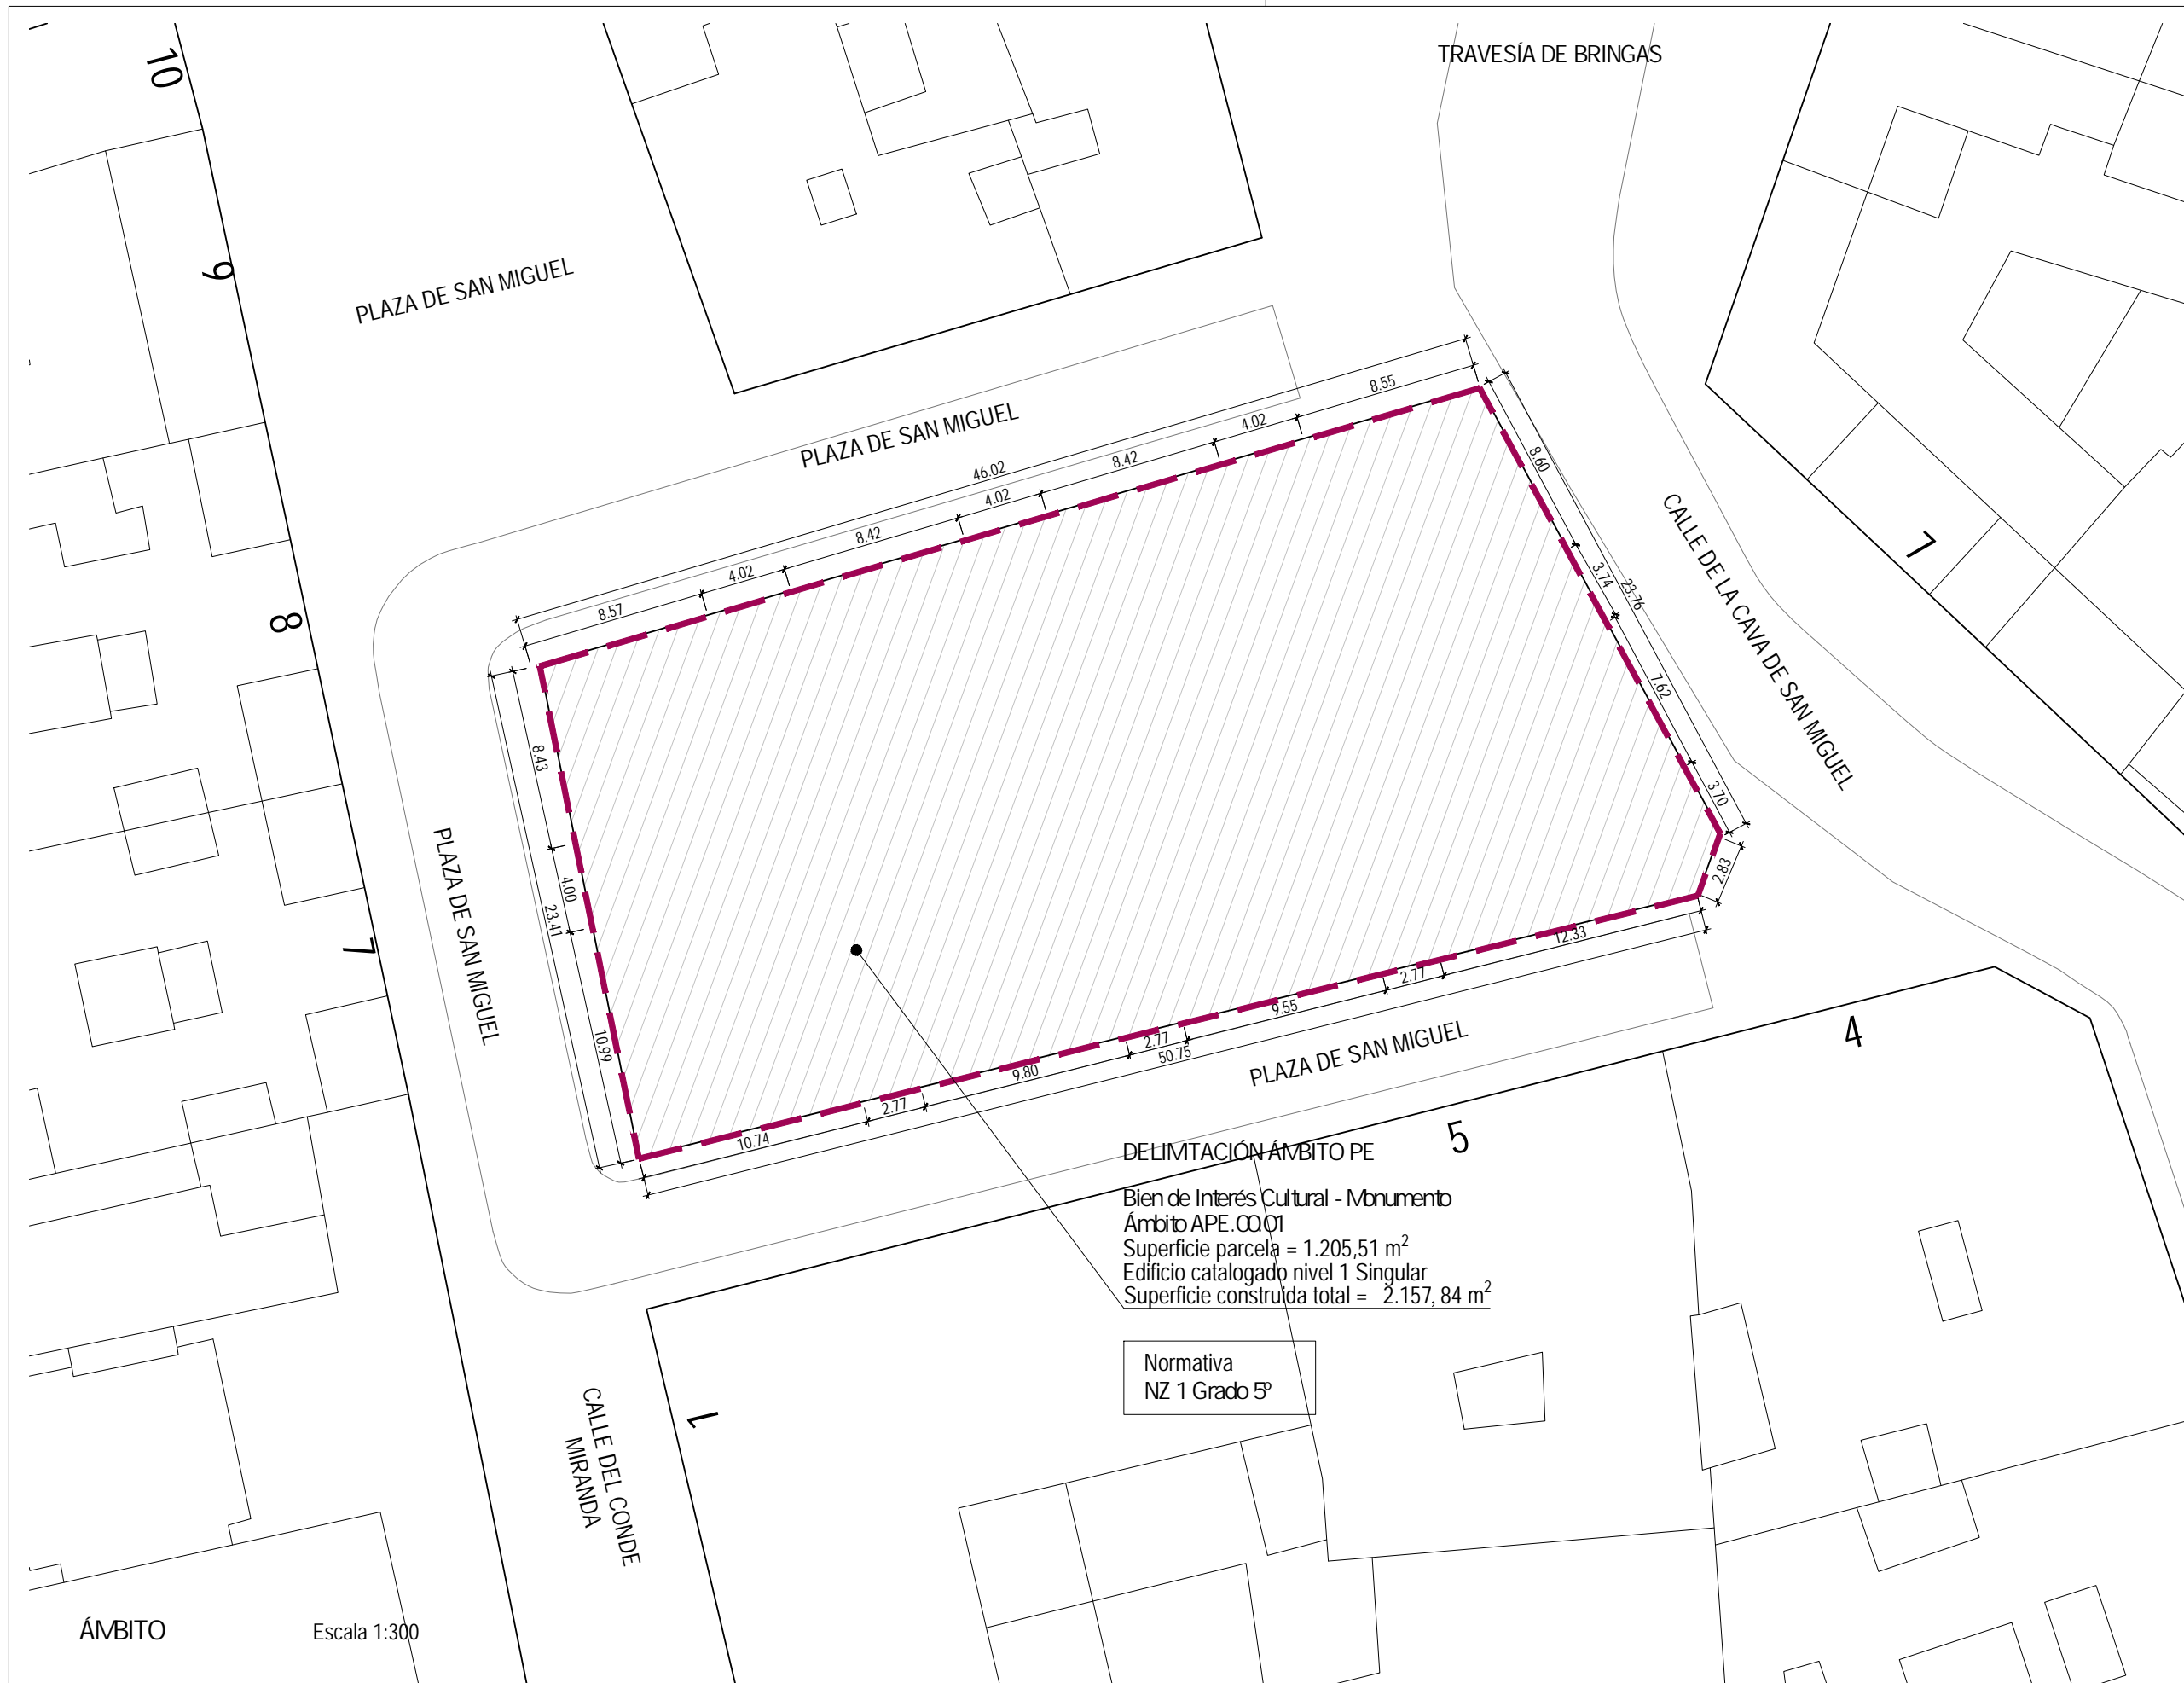 TRAVESÍA DE BRINGAS
10
9
PLAZA DE SAN MIGUEL
8.55
PLAZA DE SAN MIGUEL
4.02
46.02
8.42
8.60
4.02
8.42
4.02
8.57
3.74
23.76
CALLE DE LA CAVA DE SAN MIGUEL
7
8
7.62
8.43
3.70
2.83
4.00
23.41
PLAZA DE SAN MIGUEL
7
12.33
2.77
9.55
10.99
2.77
50.75
9.80
2.77
10.74
PLAZA DE SAN MIGUEL
4
5
DELIMITACIÓN ÁMBITO PE
Bien de Interés Cultural - Monumento
Ámbito APE.00.01
Superficie parcela = 1.205,51 m²
Edificio catalogado nivel 1 Singular
Superficie construida total = 2.157, 84 m²
Normativa
NZ 1 Grado 5º
1
CALLE DEL CONDE
MIRANDA
ÁMBITO
Escala 1:300